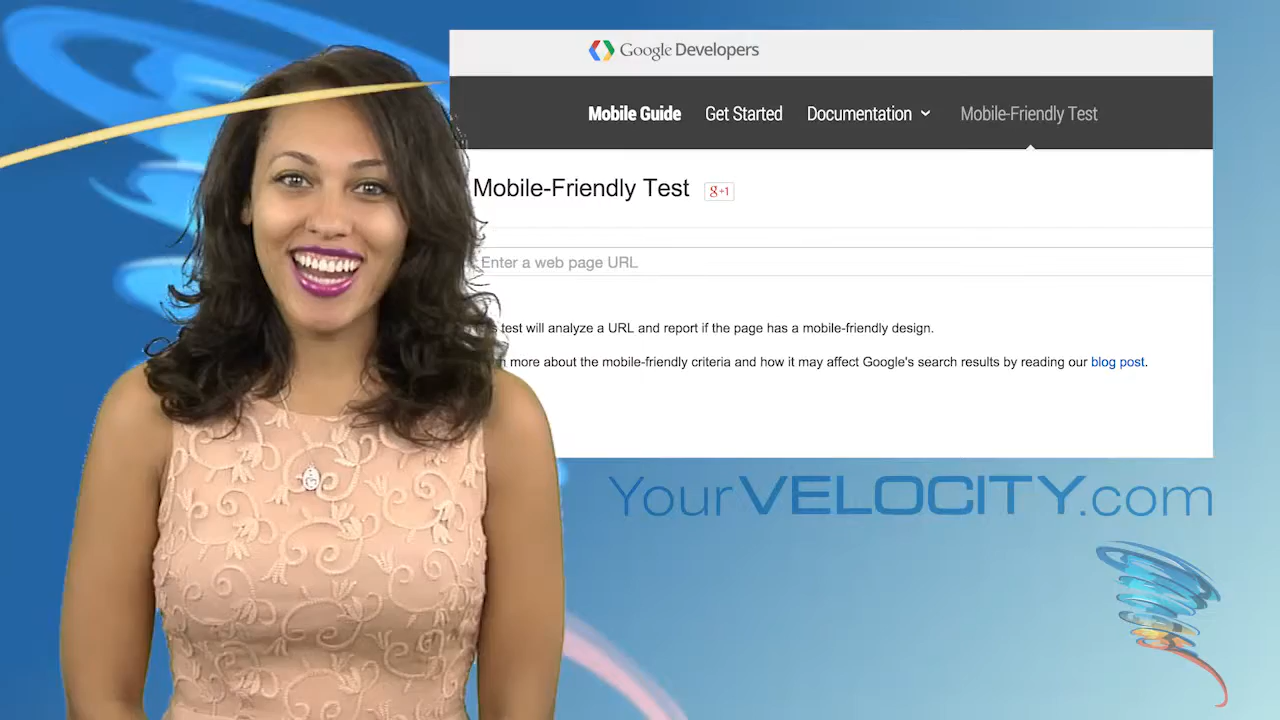 Google Developers
Mobile Guide Get Started Documentation Mobile-Friendly Test
Mobile-Friendly Test g+1
Enter a web page URL
test will analyze a URL and report if the page has a mobile-friendly design.
more about the mobile-friendly criteria and how it may affect Google's search results by reading our blog post.
YourVELOCITY.com